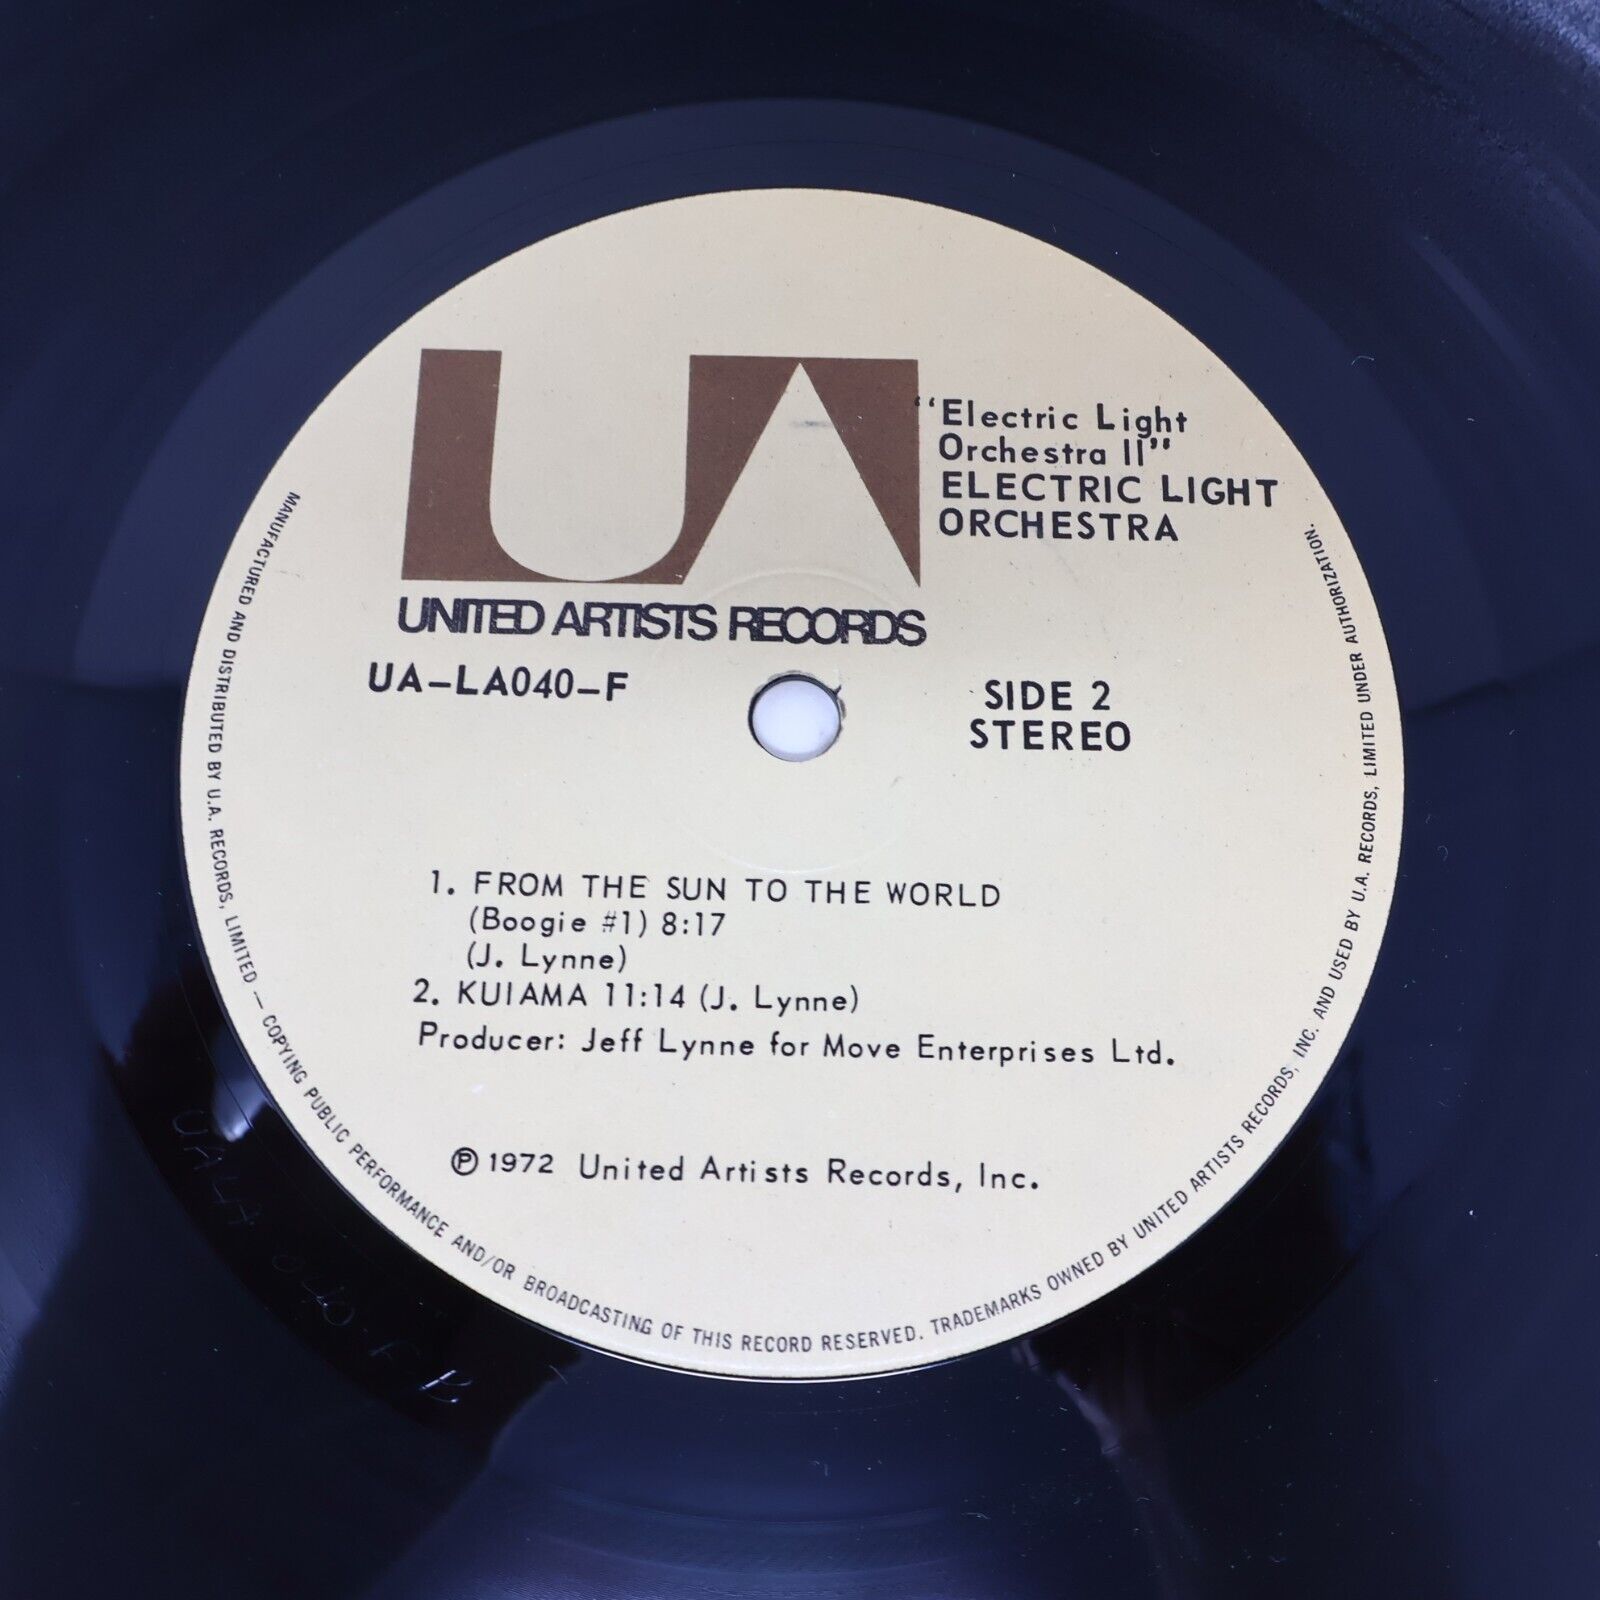 UA
"Electric Light
Orchestra II"
ELECTRIC LIGHT
ORCHESTRA
UNITED ARTISTS RECORDS
UA-LA040-F
SIDE 2
STEREO
1. FROM THE SUN TO THE WORLD
(Boogie #1) 8:17
(J. Lynne)
2. KUIAMA 11:14 (J. Lynne)
Producer: Jeff Lynne for Move Enterprises Ltd.
℗ 1972 United Artists Records, Inc.
MANUFACTURED AND DISTRIBUTED BY U.A. RECORDS, LIMITED — COPYING PUBLIC PERFORMANCE AND/OR BROADCASTING OF THIS RECORD RESERVED. TRADEMARKS OWNED BY UNITED ARTISTS RECORDS, INC. AND USED BY U.A. RECORDS, LIMITED UNDER AUTHORIZATION.